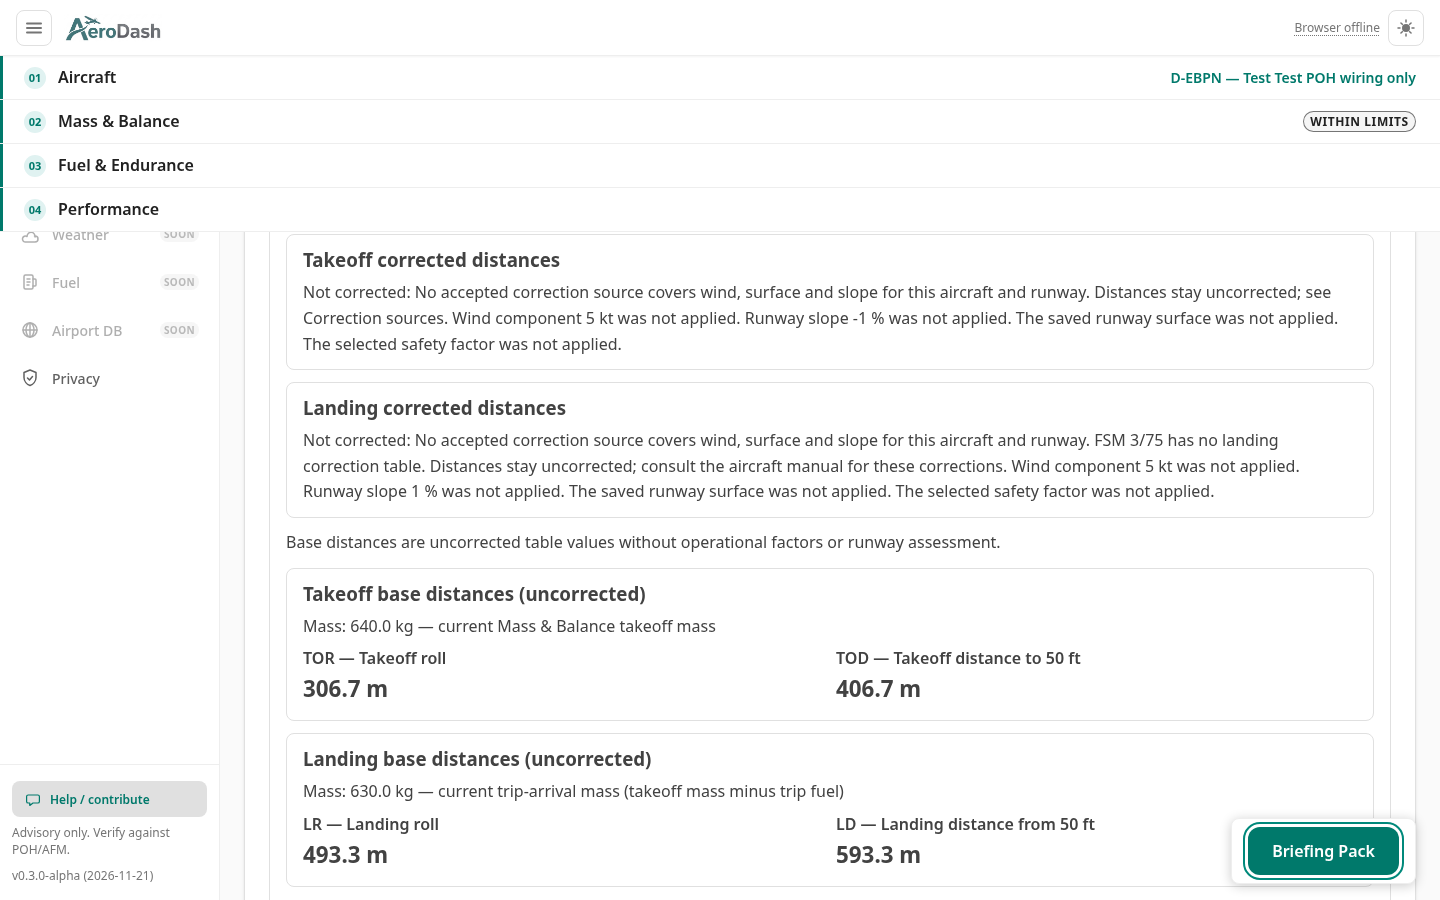 AeroDash
Browser offline
01 Aircraft
D-EBPN — Test Test POH wiring only
02 Mass & Balance
WITHIN LIMITS
03 Fuel & Endurance
04 Performance
Weather SOON
Fuel SOON
Airport DB SOON
Privacy
Takeoff corrected distances
Not corrected: No accepted correction source covers wind, surface and slope for this aircraft and runway. Distances stay uncorrected; see
Correction sources. Wind component 5 kt was not applied. Runway slope -1 % was not applied. The saved runway surface was not applied.
The selected safety factor was not applied.
Landing corrected distances
Not corrected: No accepted correction source covers wind, surface and slope for this aircraft and runway. FSM 3/75 has no landing
correction table. Distances stay uncorrected; consult the aircraft manual for these corrections. Wind component 5 kt was not applied.
Runway slope 1 % was not applied. The saved runway surface was not applied. The selected safety factor was not applied.
Base distances are uncorrected table values without operational factors or runway assessment.
Takeoff base distances (uncorrected)
Mass: 640.0 kg — current Mass & Balance takeoff mass
TOR — Takeoff roll
306.7 m
TOD — Takeoff distance to 50 ft
406.7 m
Landing base distances (uncorrected)
Mass: 630.0 kg — current trip-arrival mass (takeoff mass minus trip fuel)
LR — Landing roll
493.3 m
LD — Landing distance from 50 ft
593.3 m
Briefing Pack
Help / contribute
Advisory only. Verify against
POH/AFM.
v0.3.0-alpha (2026-11-21)